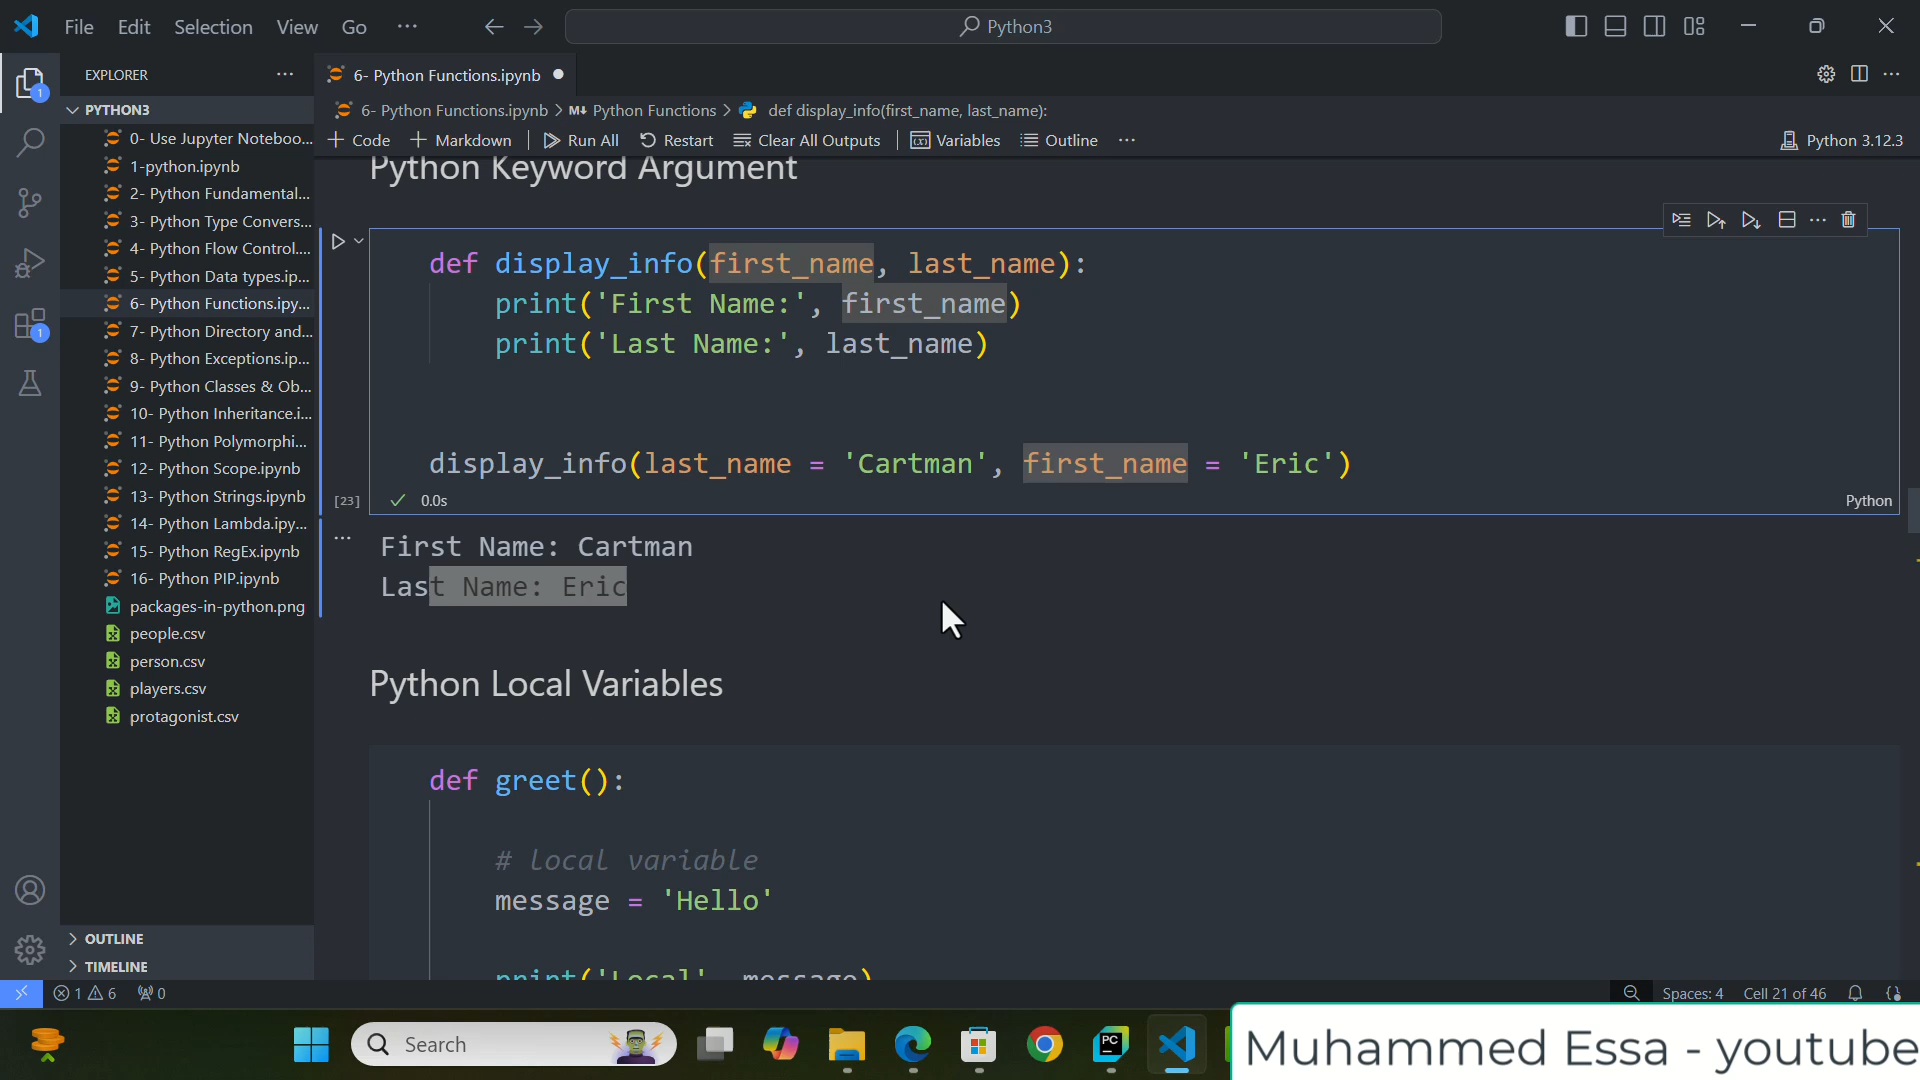 File Edit Selection View Go ··· Python3
EXPLORER ···
6- Python Functions.ipynb
PYTHON3
6- Python Functions.ipynb > M↓ Python Functions > def display_info(first_name, last_name):
+ Code + Markdown Run All Restart Clear All Outputs Variables Outline ··· Python 3.12.3
0- Use Jupyter Noteboo...
1-python.ipynb
2- Python Fundamental...
3- Python Type Convers...
4- Python Flow Control....
5- Python Data types.ip...
6- Python Functions.ipy...
7- Python Directory and...
8- Python Exceptions.ip...
9- Python Classes & Ob...
10- Python Inheritance.i...
11- Python Polymorphi...
12- Python Scope.ipynb
13- Python Strings.ipynb
14- Python Lambda.ipy...
15- Python RegEx.ipynb
16- Python PIP.ipynb
packages-in-python.png
people.csv
person.csv
players.csv
protagonist.csv
OUTLINE
TIMELINE
Python Keyword Argument
def display_info(first_name, last_name):
print('First Name:', first_name)
print('Last Name:', last_name)
display_info(last_name = 'Cartman', first_name = 'Eric')
[23] 0.0s Python
First Name: Cartman
Last Name: Eric
Python Local Variables
def greet():
# local variable
message = 'Hello'
print('Local', message)
1 6 0 Spaces: 4 Cell 21 of 46
Search
PC
Muhammed Essa - youtube